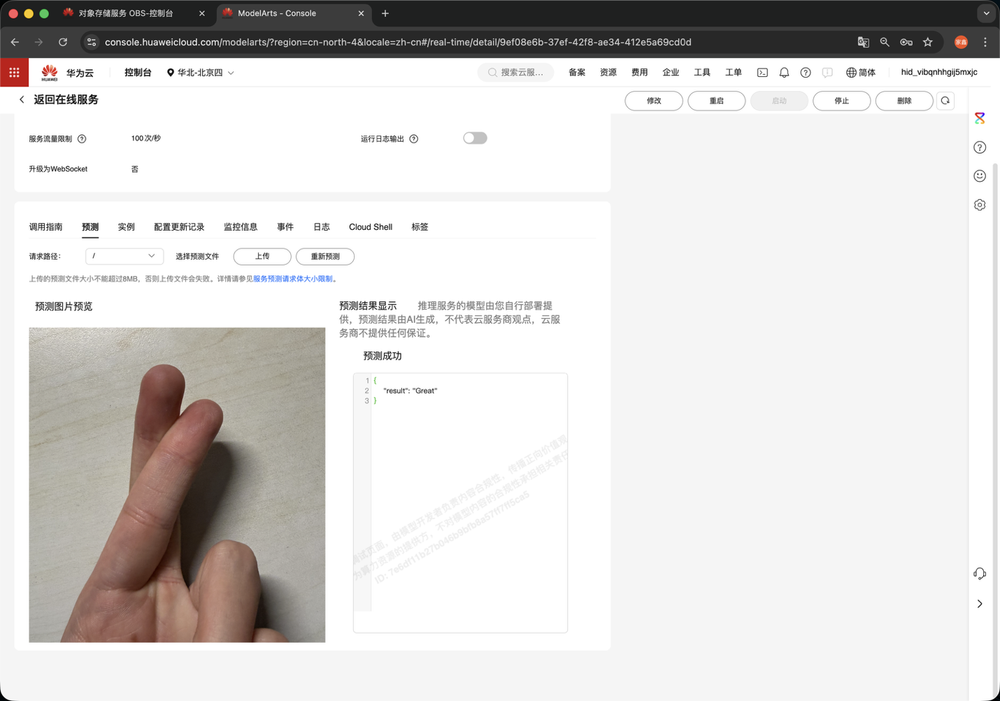 对象存储服务 OBS-控制台
ModelArts - Console
console.huaweicloud.com/modelarts/?region=cn-north-4&locale=zh-cn#/real-time/detail/9ef08e6b-37ef-42f8-ae34-412e5a69cd0d
家鑫
HUAWEI
华为云
控制台
华北-北京四
搜索云服...
备案
资源
费用
企业
工具
工单
简体
hid_vibqnhhgij5mxjc
返回在线服务
修改
重启
启动
停止
删除
服务流量限制
100 次/秒
运行日志输出
升级为WebSocket
否
调用指南
预测
实例
配置更新记录
监控信息
事件
日志
Cloud Shell
标签
请求路径：
/
选择预测文件
上传
重新预测
上传的预测文件大小不能超过8MB，否则上传文件会失败。详情请参见服务预测请求体大小限制。
预测图片预览
预测结果显示 推理服务的模型由您自行部署提
供，预测结果由AI生成，不代表云服务商观点，云服
务商不提供任何保证。
预测成功
1 {
2 "result": "Great"
3 }
调试页面，由模型开发者负责内容合规性，传播正向价值观
为算力资源的提供方，不对模型内容的合规性承担相关责任
ID: 7e6df11b27b046b9bfb8a57ff7ff5ca5